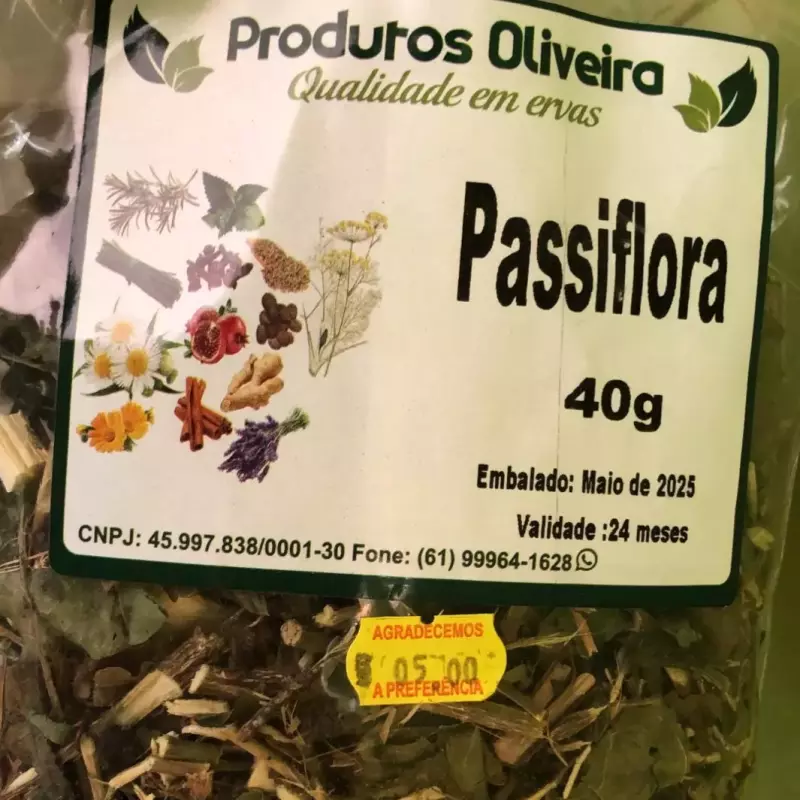 Produtos Oliveira
Qualidade em ervas
Passiflora
40g
Embalado: Maio de 2025
Validade :24 meses
CNPJ: 45.997.838/0001-30 Fone: (61) 99964-1628
AGRADECEMOS
$ 05 00
A PREFERÊNCIA